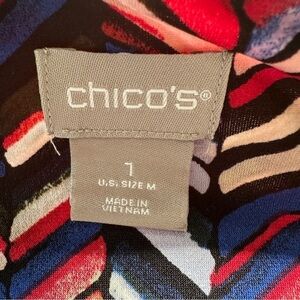 chico's®
1
U.S. SIZE M
MADE IN
VIETNAM